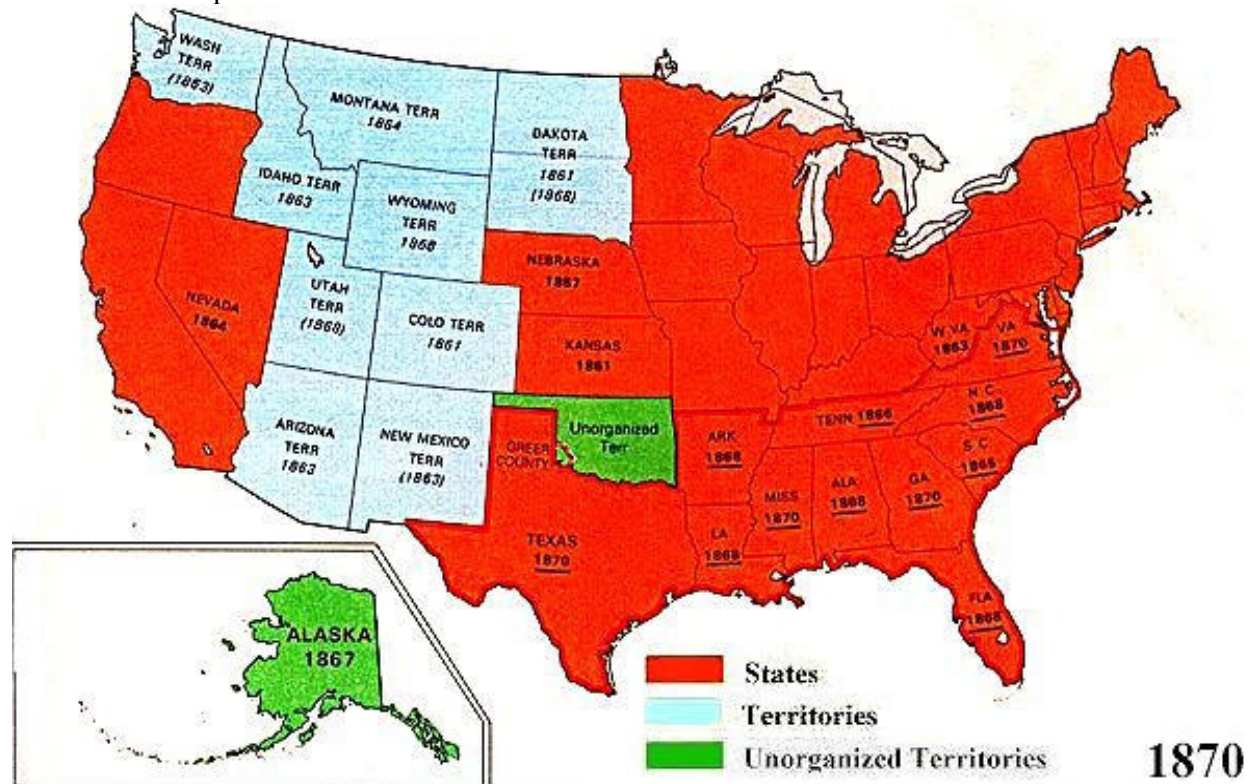 WASH
TERR
(1863)
MONTANA TERR
1864
DAKOTA
TERR
1861
(1868)
IDAHO TERR
1863
WYOMING
TERR
1868
NEBRASKA
1867
NEVADA
1864
UTAH
TERR
(1868)
COLO TERR
1861
KANSAS
1861
W VA
1863
VA
1870
TENN 1866
N C
1868
ARIZONA
TERR
1863
NEW MEXICO
TERR
(1863)
GREER
COUNTY
Unorganized
Terr
ARK
1868
S C
1868
MISS
1870
ALA
1868
GA
1870
TEXAS
1870
LA
1868
FLA
1868
ALASKA
1867
States
Territories
Unorganized Territories
1870